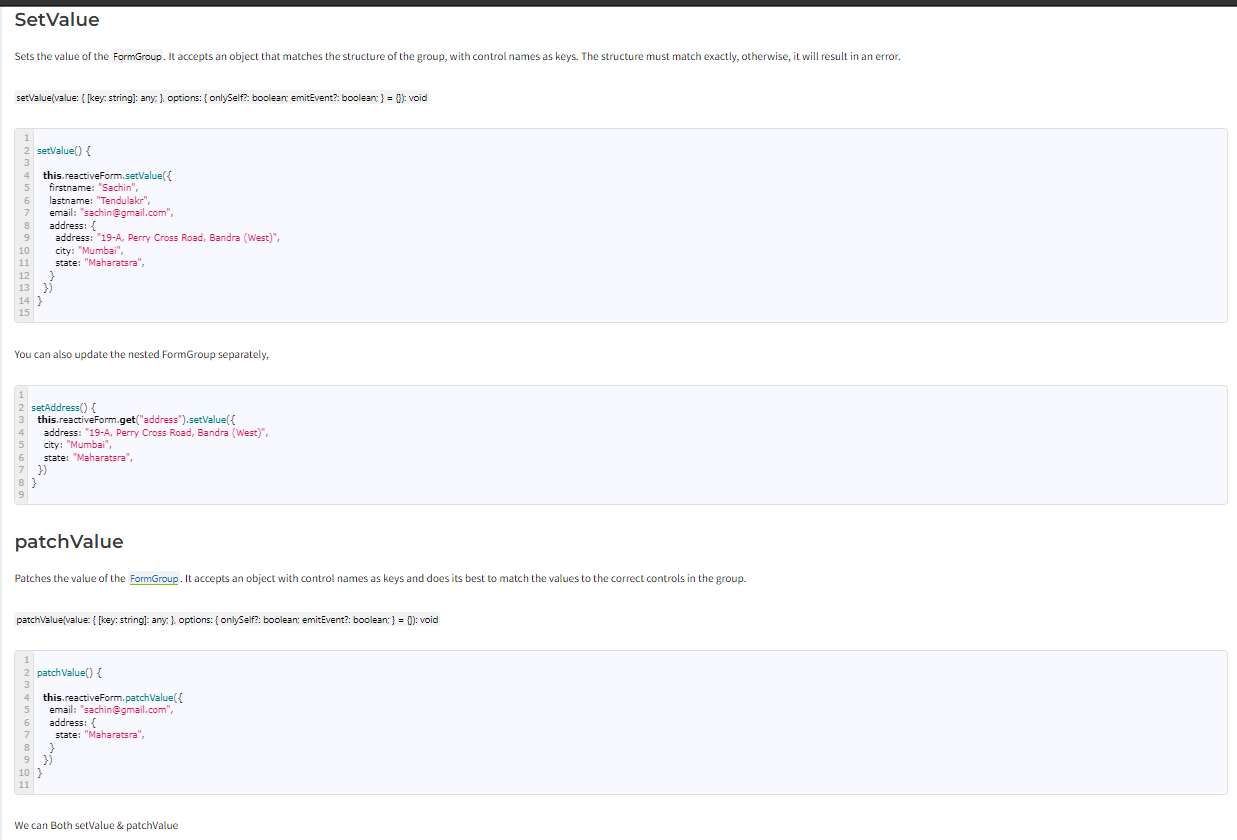 SetValue
Sets the value of the FormGroup. It accepts an object that matches the structure of the group, with control names as keys. The structure must match exactly, otherwise, it will result in an error.
setValue(value: { [key: string]: any; }, options: { onlySelf?: boolean; emitEvent?: boolean; } = {}): void
1
2 setValue() {
3
4 this.reactiveForm.setValue({
5 firstname: "Sachin",
6 lastname: "Tendulakr",
7 email: "sachin@gmail.com",
8 address: {
9 address: "19-A, Perry Cross Road, Bandra (West)",
10 city: "Mumbai",
11 state: "Maharatsra",
12 }
13 })
14 }
15
You can also update the nested FormGroup separately,
1
2 setAddress() {
3 this.reactiveForm.get("address").setValue({
4 address: "19-A, Perry Cross Road, Bandra (West)",
5 city: "Mumbai",
6 state: "Maharatsra",
7 })
8 }
9
patchValue
Patches the value of the FormGroup. It accepts an object with control names as keys and does its best to match the values to the correct controls in the group.
patchValue(value: { [key: string]: any; }, options: { onlySelf?: boolean; emitEvent?: boolean; } = {}): void
1
2 patchValue() {
3
4 this.reactiveForm.patchValue({
5 email: "sachin@gmail.com",
6 address: {
7 state: "Maharatsra",
8 }
9 })
10 }
11
We can Both setValue & patchValue